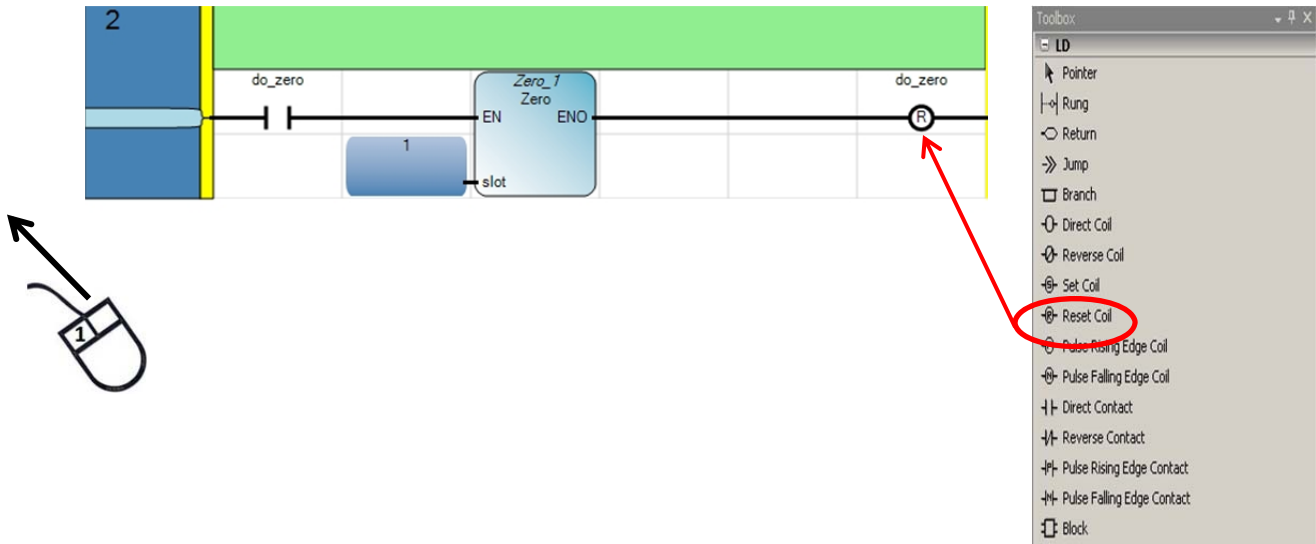 2
do_zero
Zero_1
Zero
EN ENO
1
slot
do_zero
R
1
Toolbox
LD
Pointer
Rung
Return
Jump
Branch
Direct Coil
Reverse Coil
Set Coil
Reset Coil
Pulse Rising Edge Coil
Pulse Falling Edge Coil
Direct Contact
Reverse Contact
Pulse Rising Edge Contact
Pulse Falling Edge Contact
Block